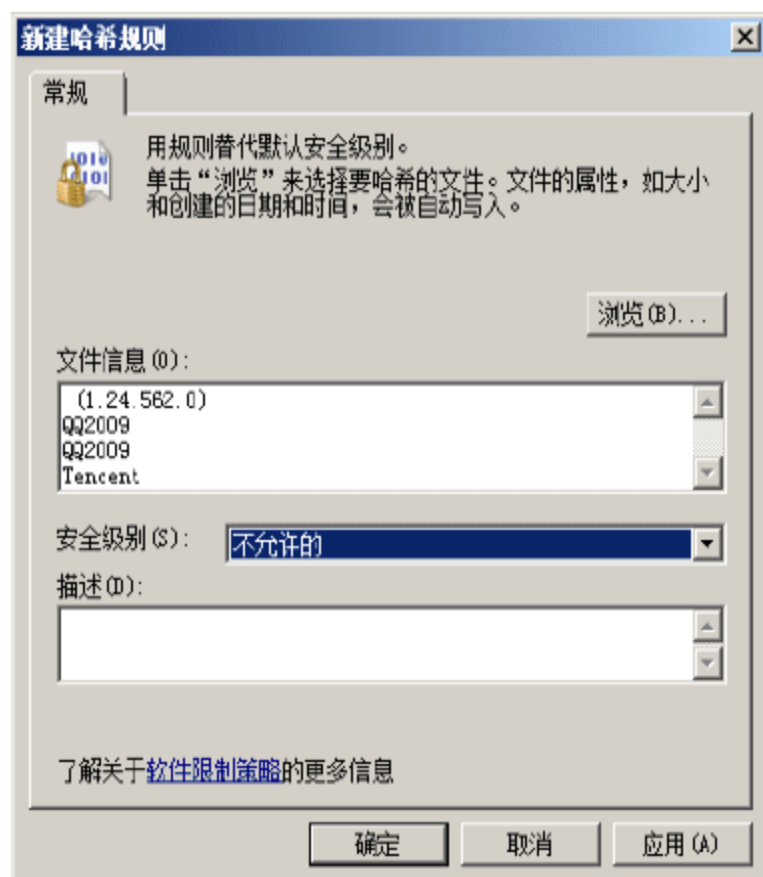 新建哈希规则
常规
用规则替代默认安全级别。
单击“浏览”来选择要哈希的文件。文件的属性，如大小
和创建的日期和时间，会被自动写入。
浏览(B)...
文件信息(O):
(1.24.562.0)
QQ2009
QQ2009
Tencent
安全级别(S):
不允许的
描述(D):
了解关于软件限制策略的更多信息
确定
取消
应用(A)